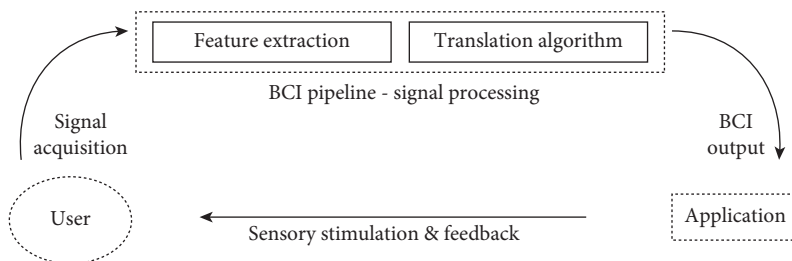 Feature extraction
Translation algorithm
BCI pipeline - signal processing
Signal
acquisition
BCI
output
User
Application
Sensory stimulation & feedback